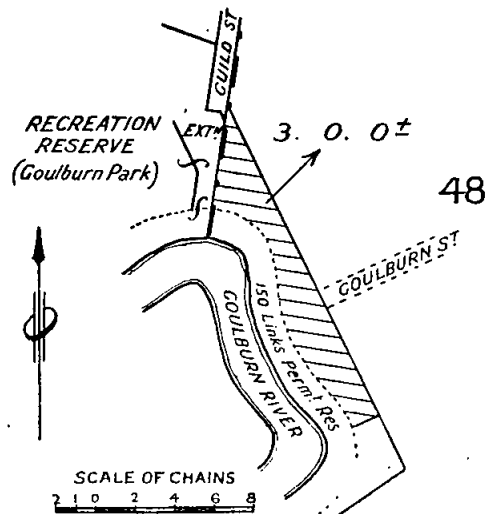 GUILD ST
EXTN
RECREATION
RESERVE
(Goulburn Park)
3. 0. 0±
48
GOULBURN ST
150 Links Permt Res
GOULBURN RIVER
SCALE OF CHAINS
2 1 0 2 4 6 8